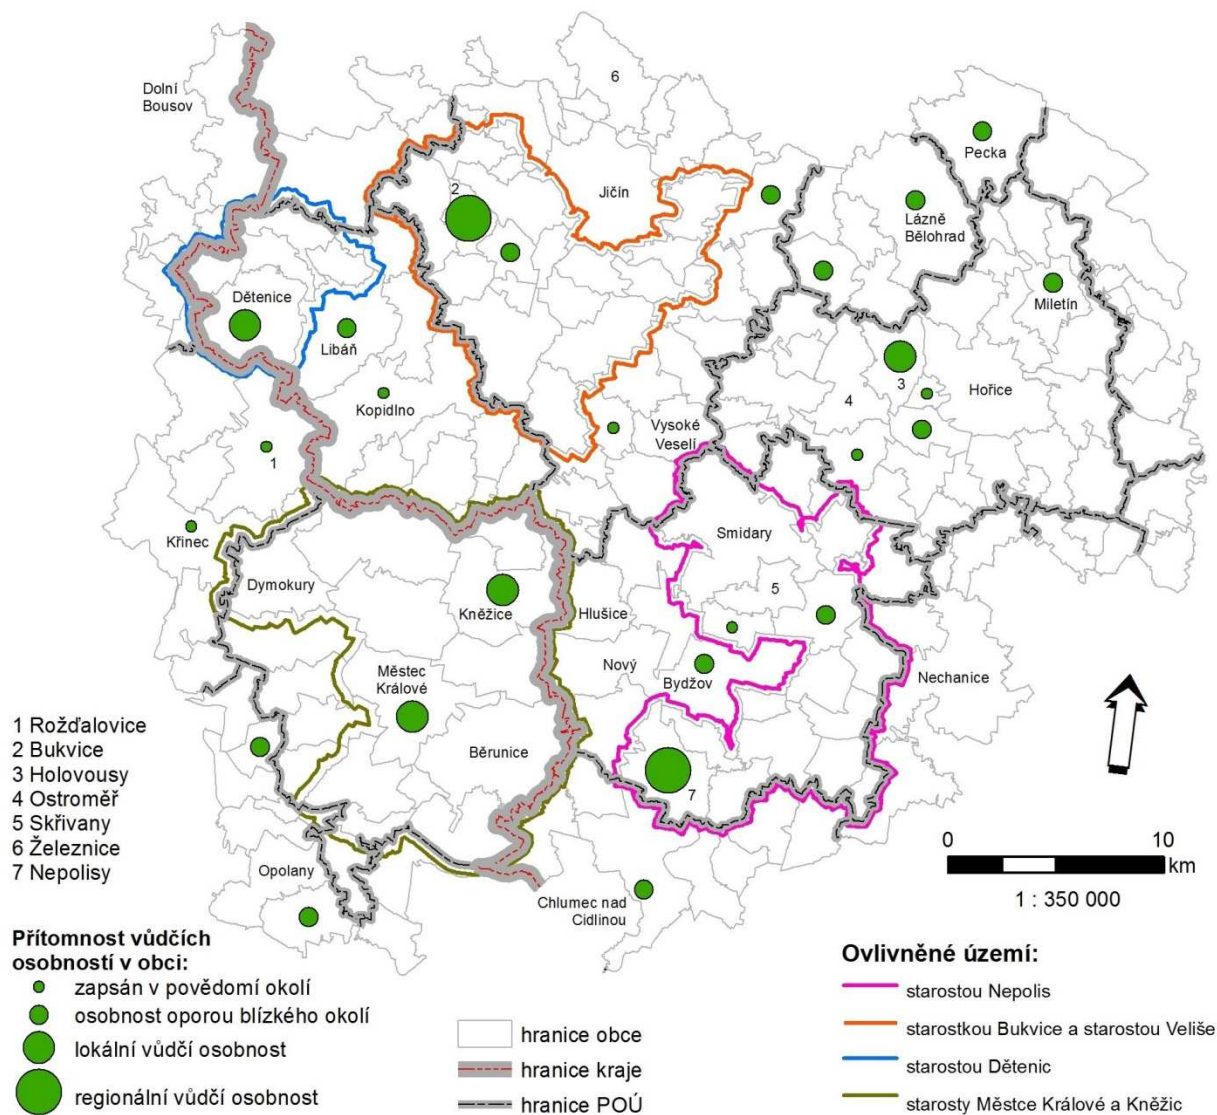 6
Dolní
Bousov
Pecka
2
Jičín
Lázně
Bělohrad
Dětenice
Miletín
Libáň
3
Hořice
Kopidlno
4
Vysoké
Veselí
1
Křinec
Smidary
Dymokury
Kněžice
Hlušice
5
Nový
Bydžov
Městec
Králové
Nechanice
Běrunice
7
1 Rožďalovice
2 Bukvice
3 Holovousy
4 Ostroměř
5 Skřivany
6 Železnice
7 Nepolisy
Opolany
Chlumec nad
Cidlinou
0 10
km
1 : 350 000
Přítomnost vůdčích
osobností v obci:
zapsán v povědomí okolí
osobnost oporou blízkého okolí
lokální vůdčí osobnost
regionální vůdčí osobnost
hranice obce
hranice kraje
hranice POÚ
Ovlivněné území:
starostou Nepolis
starostkou Bukvice a starostou Veliše
starostou Dětenic
starosty Městce Králové a Kněžic